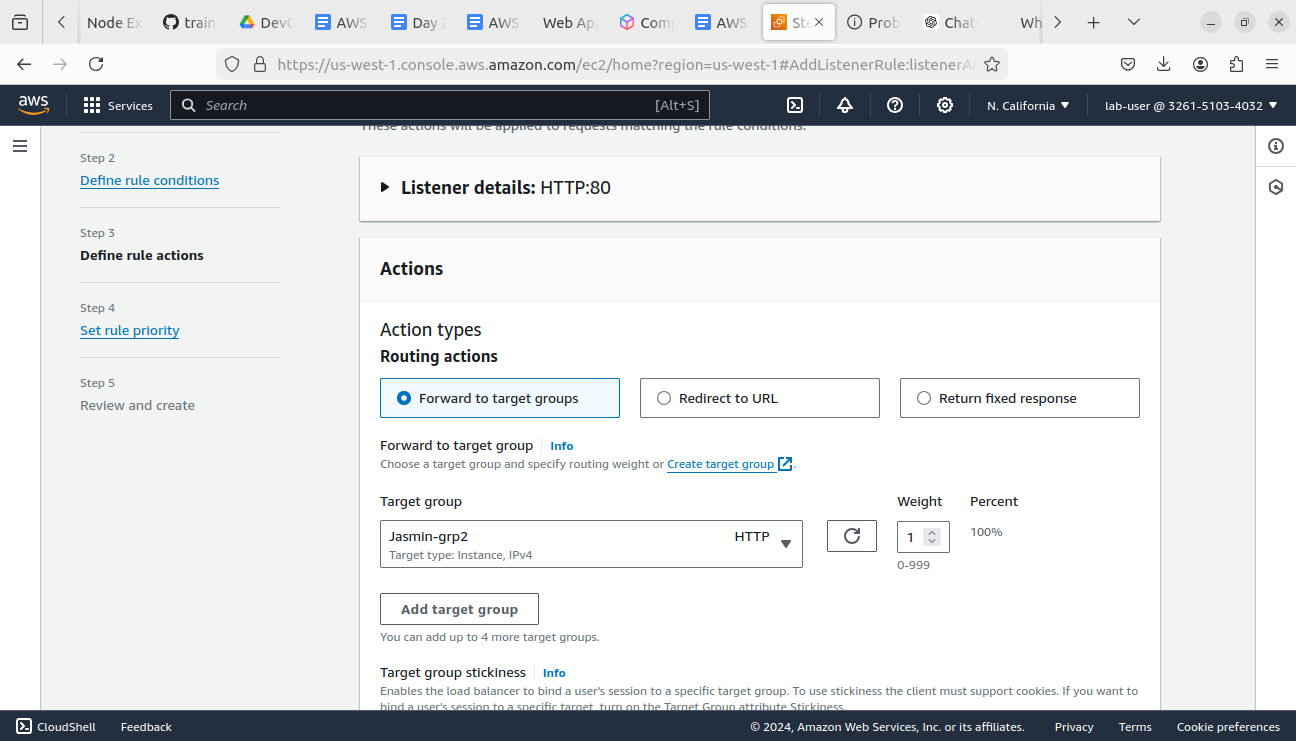 Node Ex
train
DevO
AWS
Day 2
AWS
Web App
Com
AWS
Ste
Prob
Chat
Wh
https://us-west-1.console.aws.amazon.com/ec2/home?region=us-west-1#AddListenerRule:listenerA
aws
Services
Search
[Alt+S]
N. California
lab-user @ 3261-5103-4032
These actions will be applied to requests matching the rule conditions.
Step 2
Define rule conditions
Step 3
Define rule actions
Step 4
Set rule priority
Step 5
Review and create
Listener details: HTTP:80
Actions
Action types
Routing actions
Forward to target groups
Redirect to URL
Return fixed response
Forward to target group Info
Choose a target group and specify routing weight or Create target group.
Target group
Weight
Percent
Jasmin-grp2 HTTP
Target type: Instance, IPv4
1
100%
0-999
Add target group
You can add up to 4 more target groups.
Target group stickiness Info
Enables the load balancer to bind a user's session to a specific target group. To use stickiness the client must support cookies. If you want to
bind a user's session to a specific target, turn on the Target Group attribute Stickiness.
CloudShell
Feedback
© 2024, Amazon Web Services, Inc. or its affiliates.
Privacy
Terms
Cookie preferences